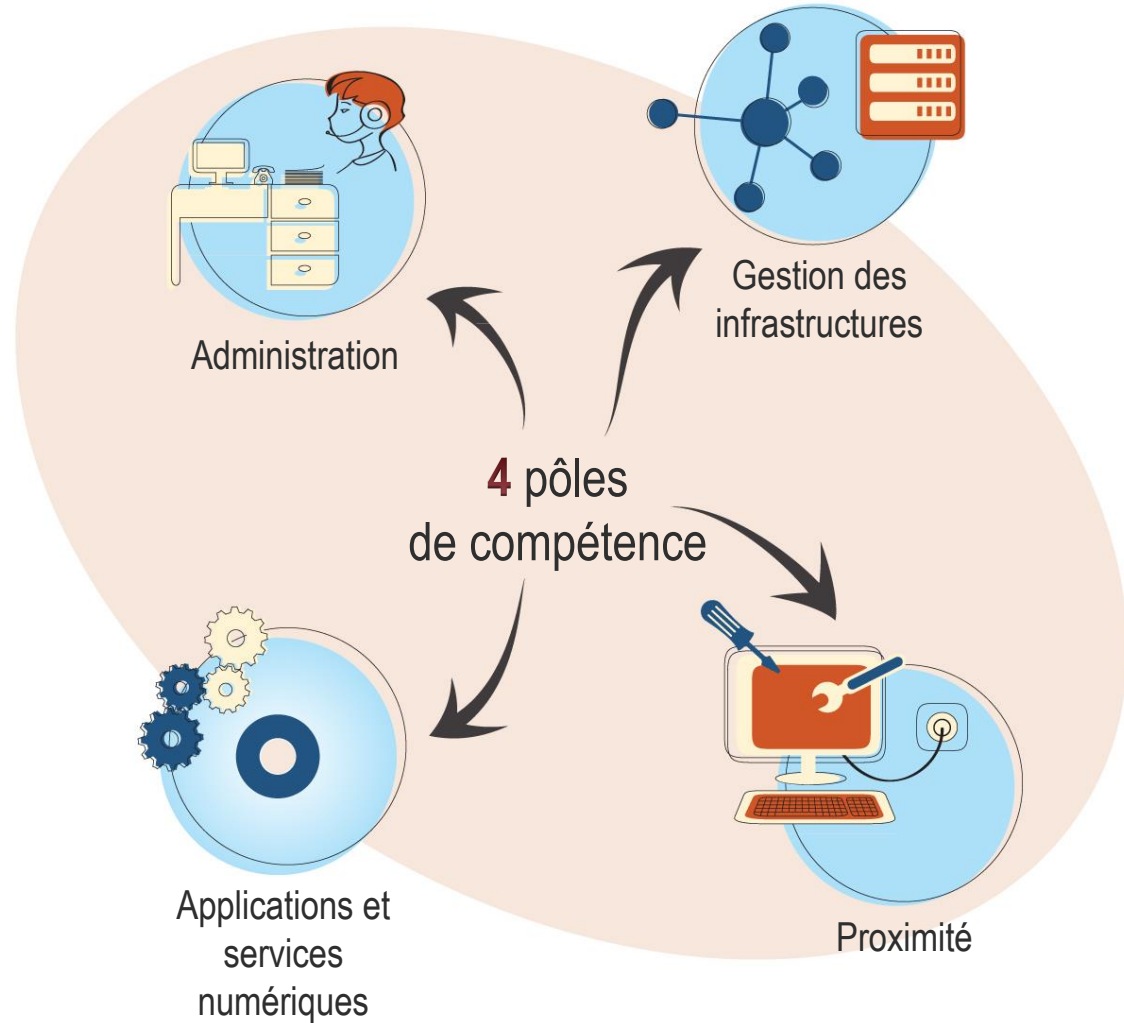 Administration
Gestion des
infrastructures
4 pôles
de compétence
Applications et
services
numériques
Proximité